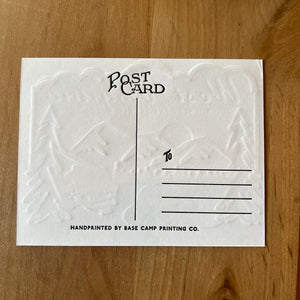 POST
CARD
To
HANDPRINTED BY BASE CAMP PRINTING CO.